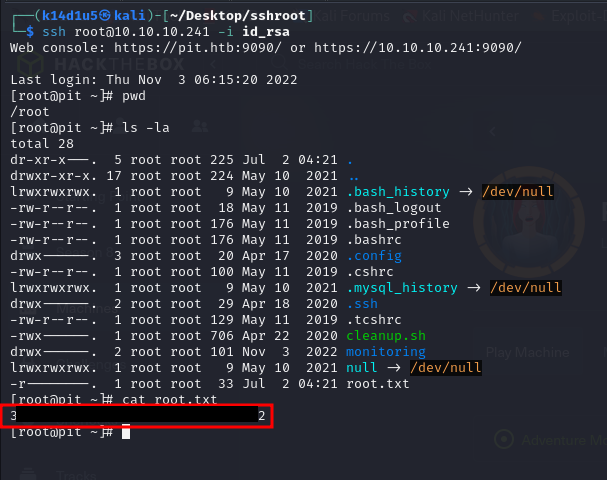 ┌──(k14d1u5㉿kali)-[~/Desktop/sshroot]
└─$ ssh root@10.10.10.241 -i id_rsa
Web console: https://pit.htb:9090/ or https://10.10.10.241:9090/
HACKTHEBOX
Last login: Thu Nov  3 06:15:20 2022
[root@pit ~]# pwd
/root
[root@pit ~]# ls -la
total 28
dr-xr-x---.  5 root root 225 Jul  2 04:21 .
drwxr-xr-x. 17 root root 224 May 10  2021 ..
lrwxrwxrwx.  1 root root   9 May 10  2021 .bash_history -> /dev/null
-rw-r--r--.  1 root root  18 May 11  2019 .bash_logout
-rw-r--r--.  1 root root 176 May 11  2019 .bash_profile
-rw-r--r--.  1 root root 176 May 11  2019 .bashrc
drwx------.  3 root root  20 Apr 17  2020 .config
-rw-r--r--.  1 root root 100 May 11  2019 .cshrc
lrwxrwxrwx.  1 root root   9 May 10  2021 .mysql_history -> /dev/null
drwx------.  2 root root  29 Apr 18  2020 .ssh
-rw-r--r--.  1 root root 129 May 11  2019 .tcshrc
-rwx------.  1 root root 706 Apr 22  2020 cleanup.sh
drwx------.  2 root root 101 Nov  3  2022 monitoring
Play Machine
lrwxrwxrwx.  1 root root   9 May 11  2021 null -> /dev/null
-r--------.  1 root root  33 Jul  2 04:21 root.txt
[root@pit ~]# cat root.txt
3 2
[root@pit ~]#
Adventure Mo
Tracks